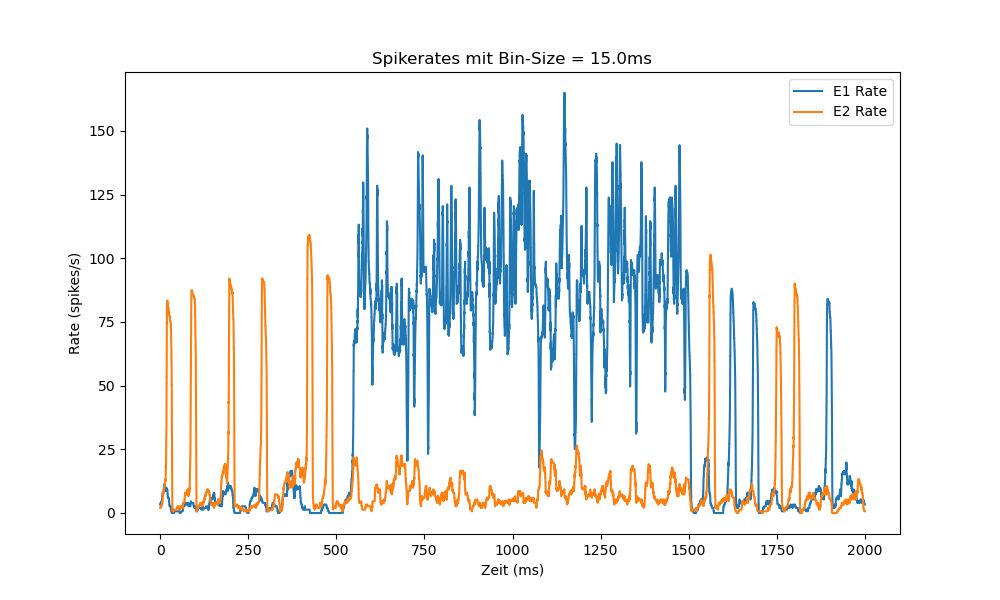 Spikerates mit Bin-Size = 15.0ms
E1 Rate
E2 Rate
150
125
100
75
50
25
0
Rate (spikes/s)
0 250 500 750 1000 1250 1500 1750 2000
Zeit (ms)